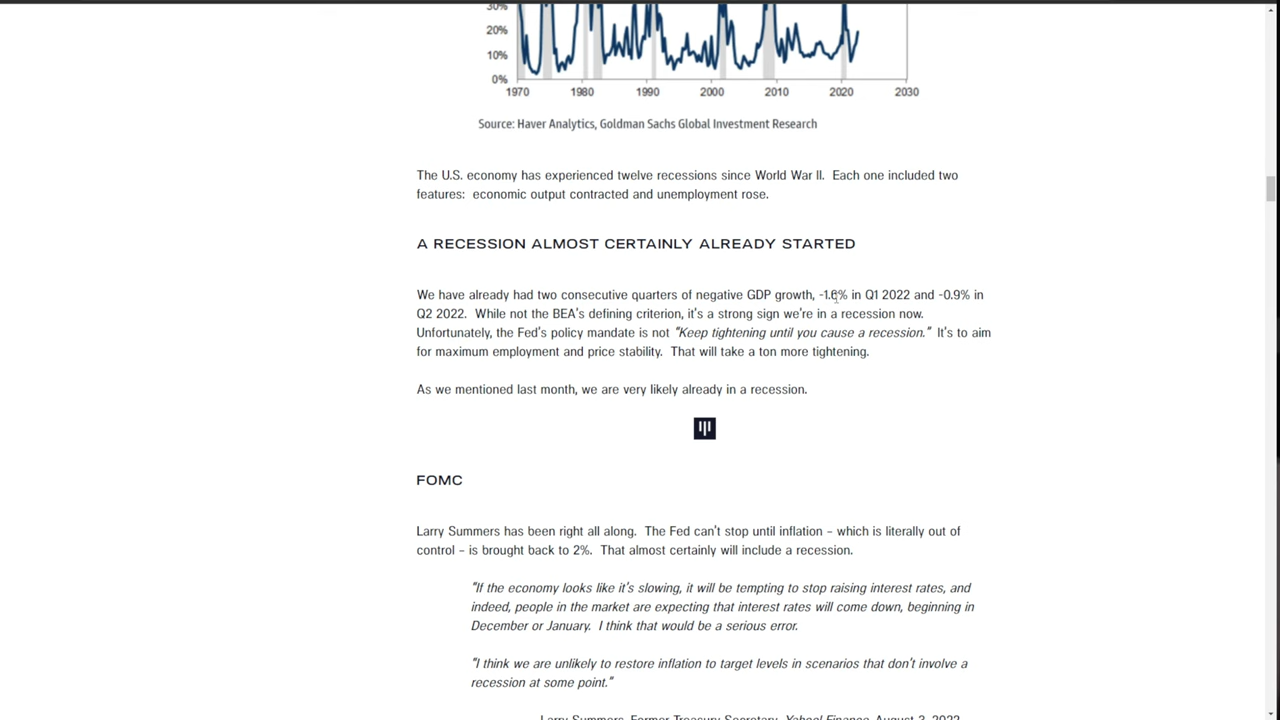 30%
20%
10%
0%
1970 1980 1990 2000 2010 2020 2030
Source: Haver Analytics, Goldman Sachs Global Investment Research
The U.S. economy has experienced twelve recessions since World War II. Each one included two
features: economic output contracted and unemployment rose.
A RECESSION ALMOST CERTAINLY ALREADY STARTED
We have already had two consecutive quarters of negative GDP growth, -1.6% in Q1 2022 and -0.9% in
Q2 2022. While not the BEA's defining criterion, it's a strong sign we're in a recession now.
Unfortunately, the Fed's policy mandate is not "Keep tightening until you cause a recession." It's to aim
for maximum employment and price stability. That will take a ton more tightening.
As we mentioned last month, we are very likely already in a recession.
FOMC
Larry Summers has been right all along. The Fed can't stop until inflation – which is literally out of
control – is brought back to 2%. That almost certainly will include a recession.
"If the economy looks like it's slowing, it will be tempting to stop raising interest rates, and
indeed, people in the market are expecting that interest rates will come down, beginning in
December or January. I think that would be a serious error.
"I think we are unlikely to restore inflation to target levels in scenarios that don't involve a
recession at some point."
Larry Summers, Former Treasury Secretary, Yahoo! Finance, August 3, 2022